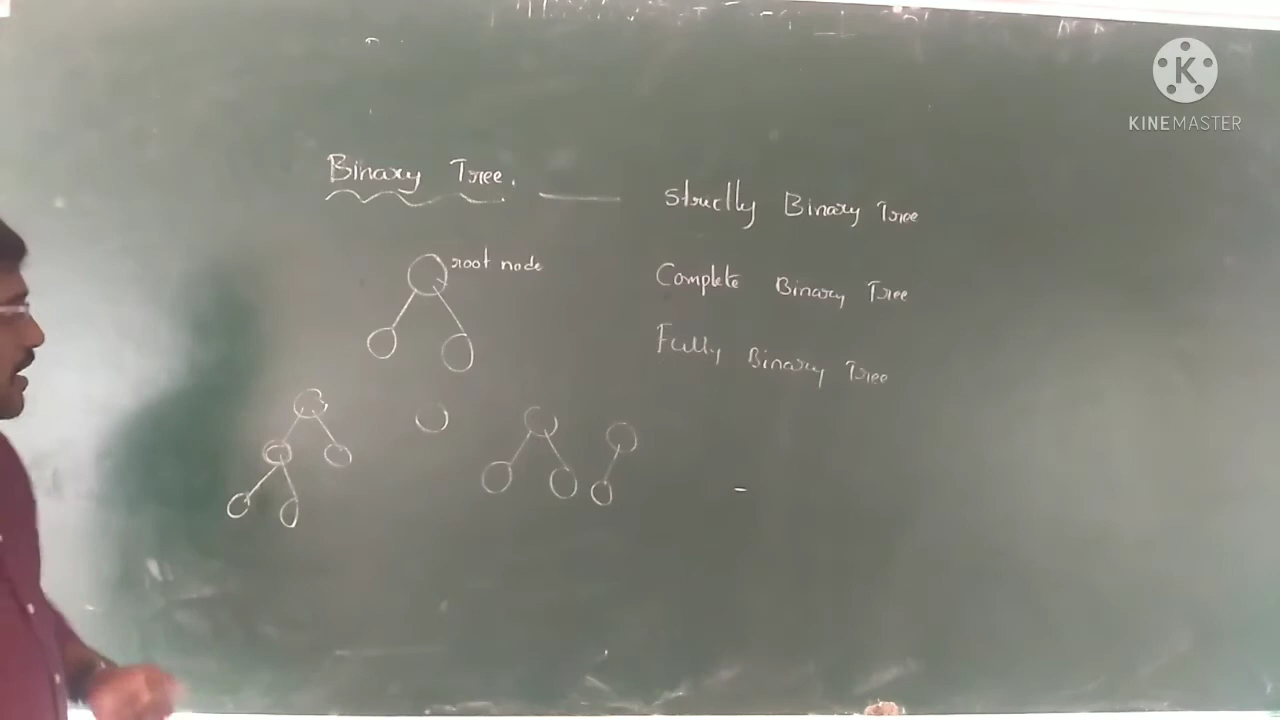 KINEMASTER
Binary Tree.
Strictly Binary Tree
root node
Complete Binary Tree
Fully Binary Tree